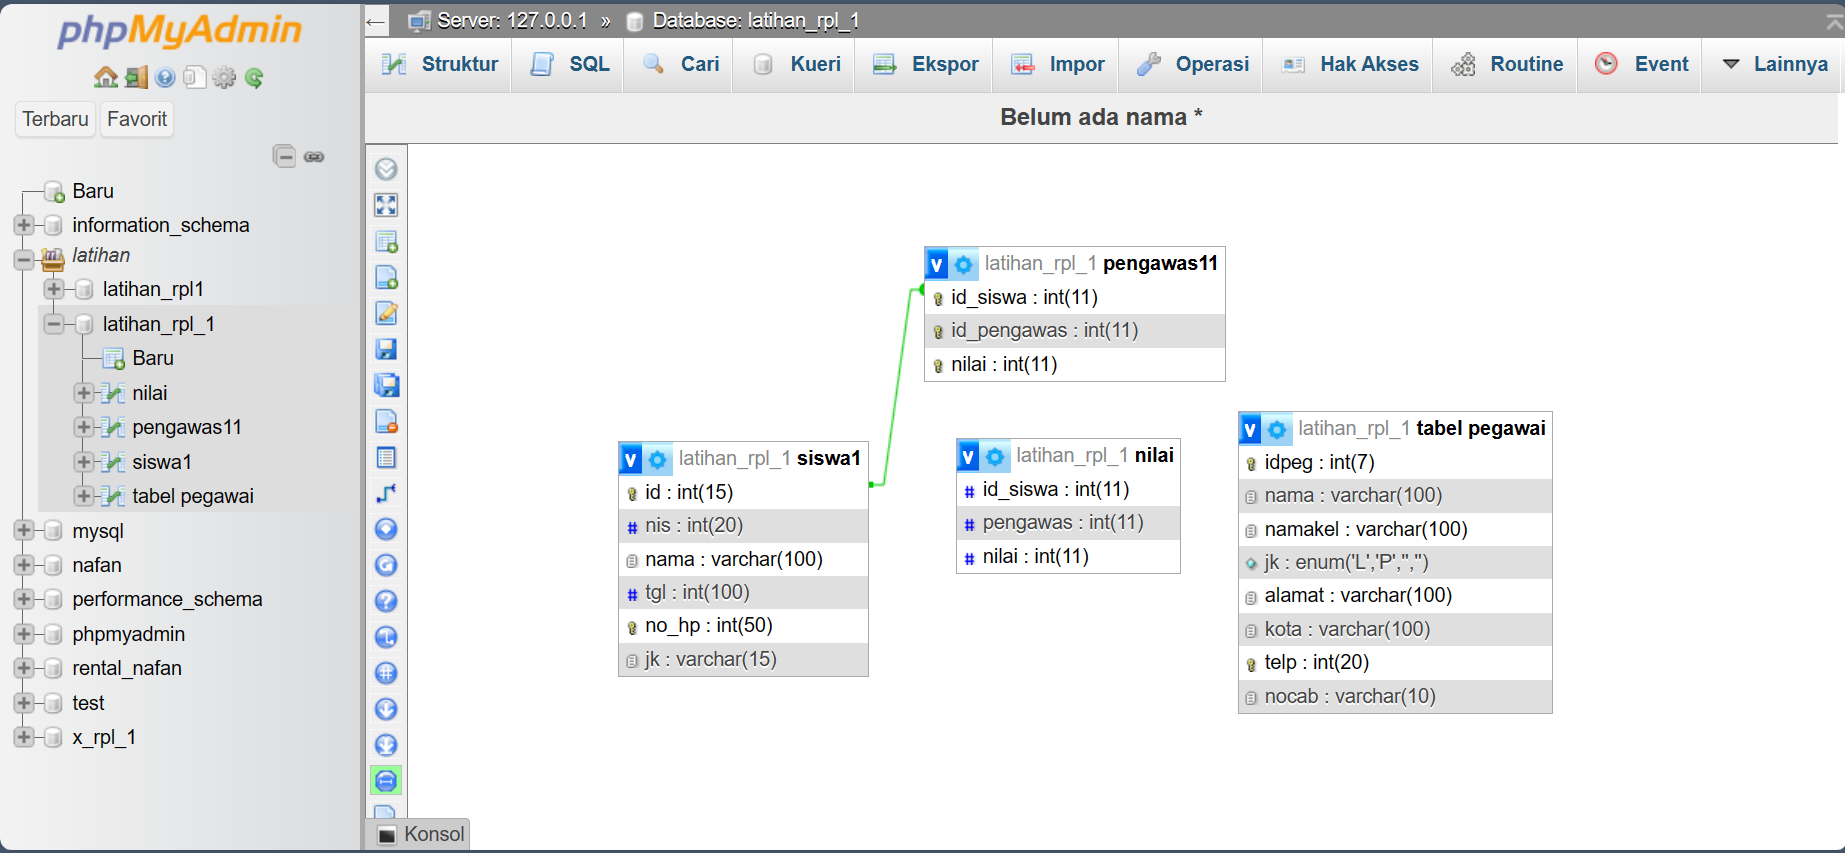 phpMyAdmin
Terbaru Favorit
Baru
information_schema
latihan
latihan_rpl1
latihan_rpl_1
Baru
nilai
pengawas11
siswa1
tabel pegawai
mysql
nafan
performance_schema
phpmyadmin
rental_nafan
test
x_rpl_1
← Server: 127.0.0.1 » Database: latihan_rpl_1
Struktur SQL Cari Kueri Ekspor Impor Operasi Hak Akses Routine Event Lainnya
Belum ada nama *
v latihan_rpl_1 pengawas11
id_siswa : int(11)
id_pengawas : int(11)
nilai : int(11)
v latihan_rpl_1 siswa1
id : int(15)
# nis : int(20)
nama : varchar(100)
# tgl : int(100)
no_hp : int(50)
jk : varchar(15)
v latihan_rpl_1 nilai
# id_siswa : int(11)
# pengawas : int(11)
# nilai : int(11)
v latihan_rpl_1 tabel pegawai
idpeg : int(7)
nama : varchar(100)
namakel : varchar(100)
jk : enum('L','P','','')
alamat : varchar(100)
kota : varchar(100)
telp : int(20)
nocab : varchar(10)
Konsol